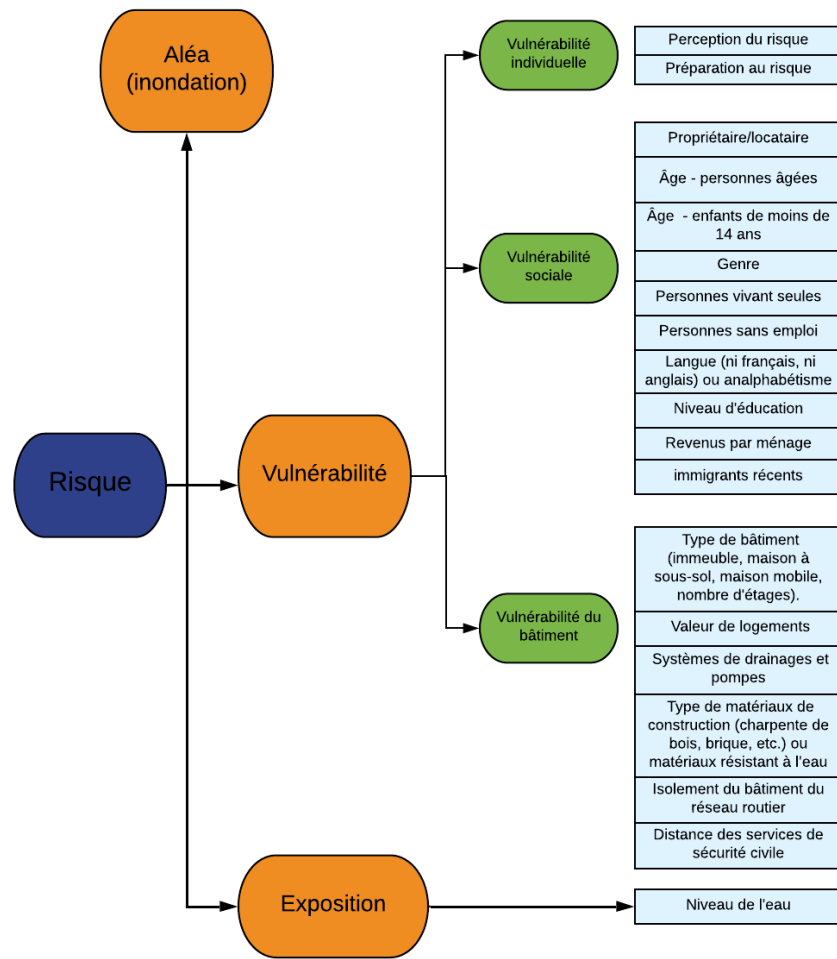 Aléa
(inondation)
Vulnérabilité
individuelle
Perception du risque
Préparation au risque
Propriétaire/locataire
Âge - personnes âgées
Âge - enfants de moins de
14 ans
Vulnérabilité
sociale
Genre
Personnes vivant seules
Personnes sans emploi
Langue (ni français, ni
anglais) ou analphabétisme
Niveau d'éducation
Revenus par ménage
immigrants récents
Risque
Vulnérabilité
Type de bâtiment
(immeuble, maison à
sous-sol, maison mobile,
nombre d'étages).
Vulnérabilité du
bâtiment
Valeur de logements
Systèmes de drainages et
pompes
Type de matériaux de
construction (charpente de
bois, brique, etc.) ou
matériaux résistant à l'eau
Isolement du bâtiment du
réseau routier
Distance des services de
sécurité civile
Exposition
Niveau de l'eau